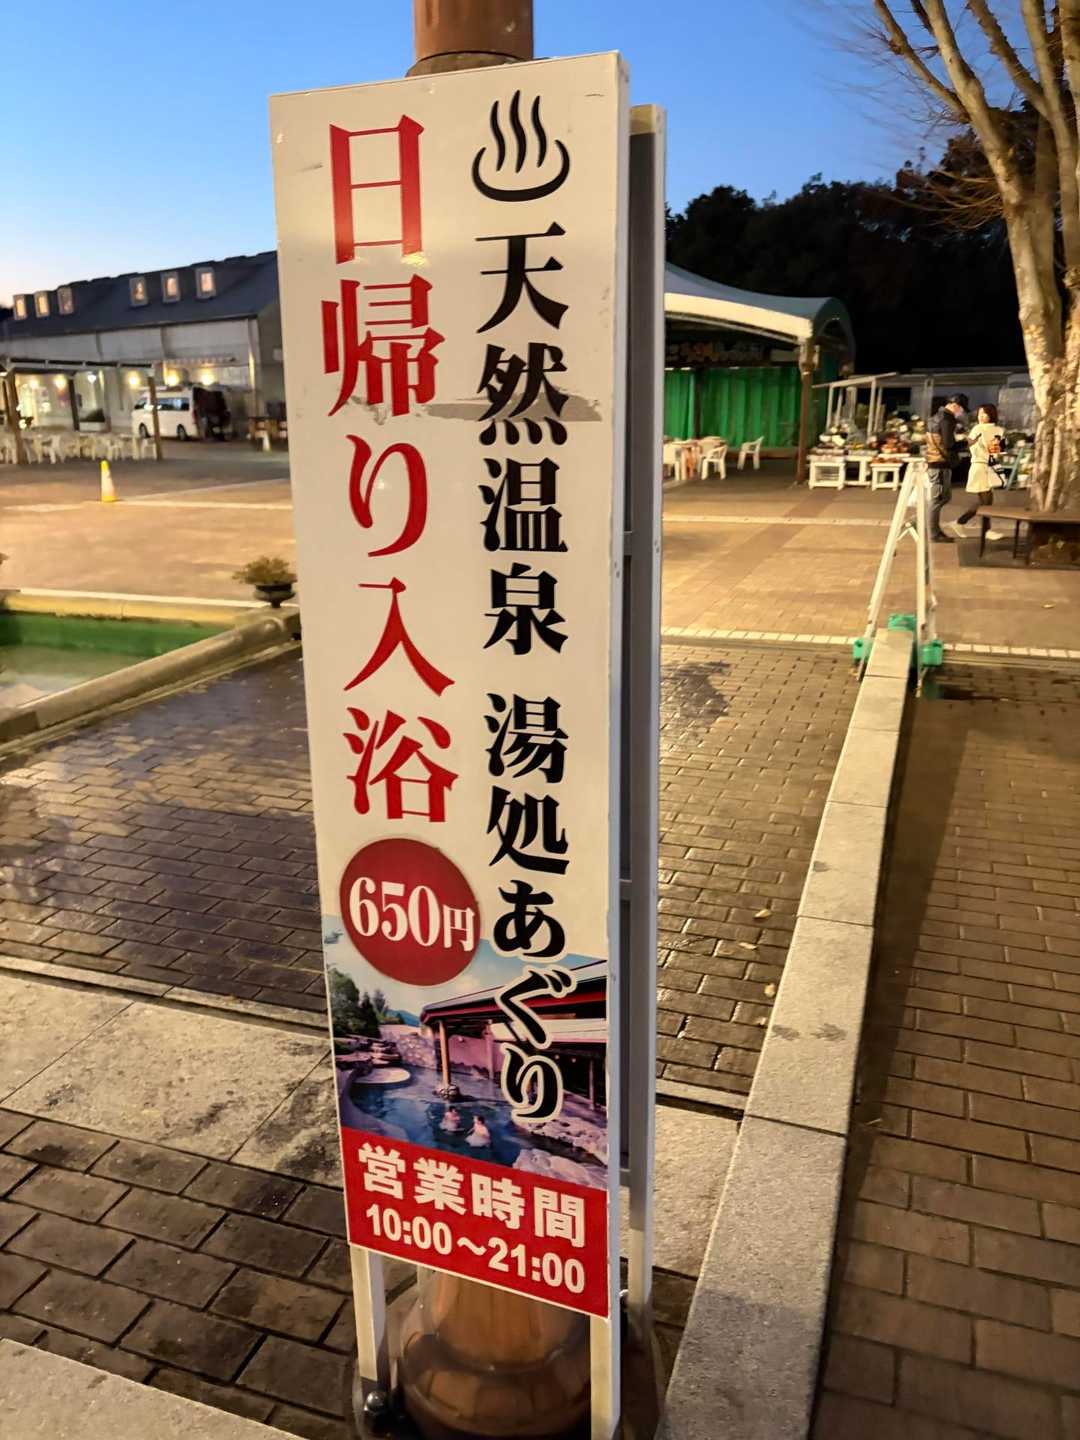 ♨天然温泉 湯処あぐり
日帰り入浴
650円
営業時間
10:00～21:00